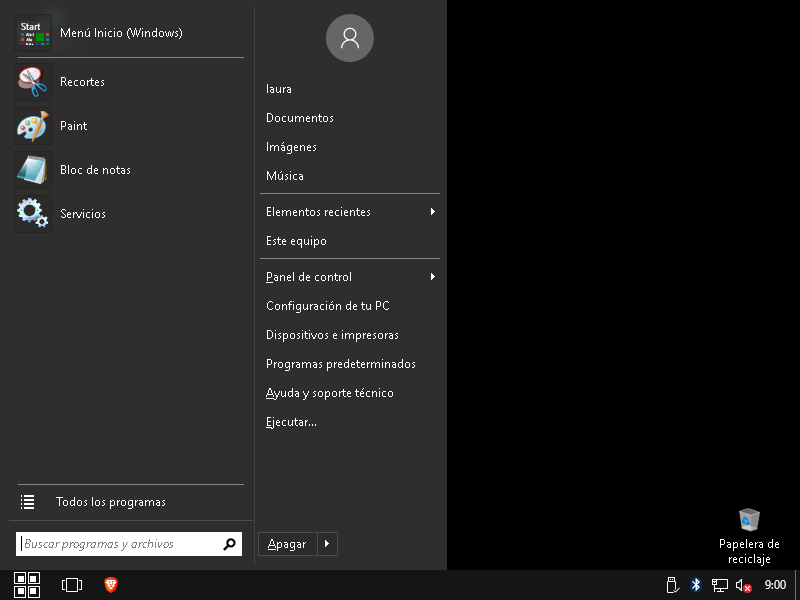 Start
Menú Inicio (Windows)
Recortes
Paint
Bloc de notas
Servicios
Todos los programas
Buscar programas y archivos
laura
Documentos
Imágenes
Música
Elementos recientes
Este equipo
Panel de control
Configuración de tu PC
Dispositivos e impresoras
Programas predeterminados
Ayuda y soporte técnico
Ejecutar...
Apagar
Papelera de
reciclaje
9:00